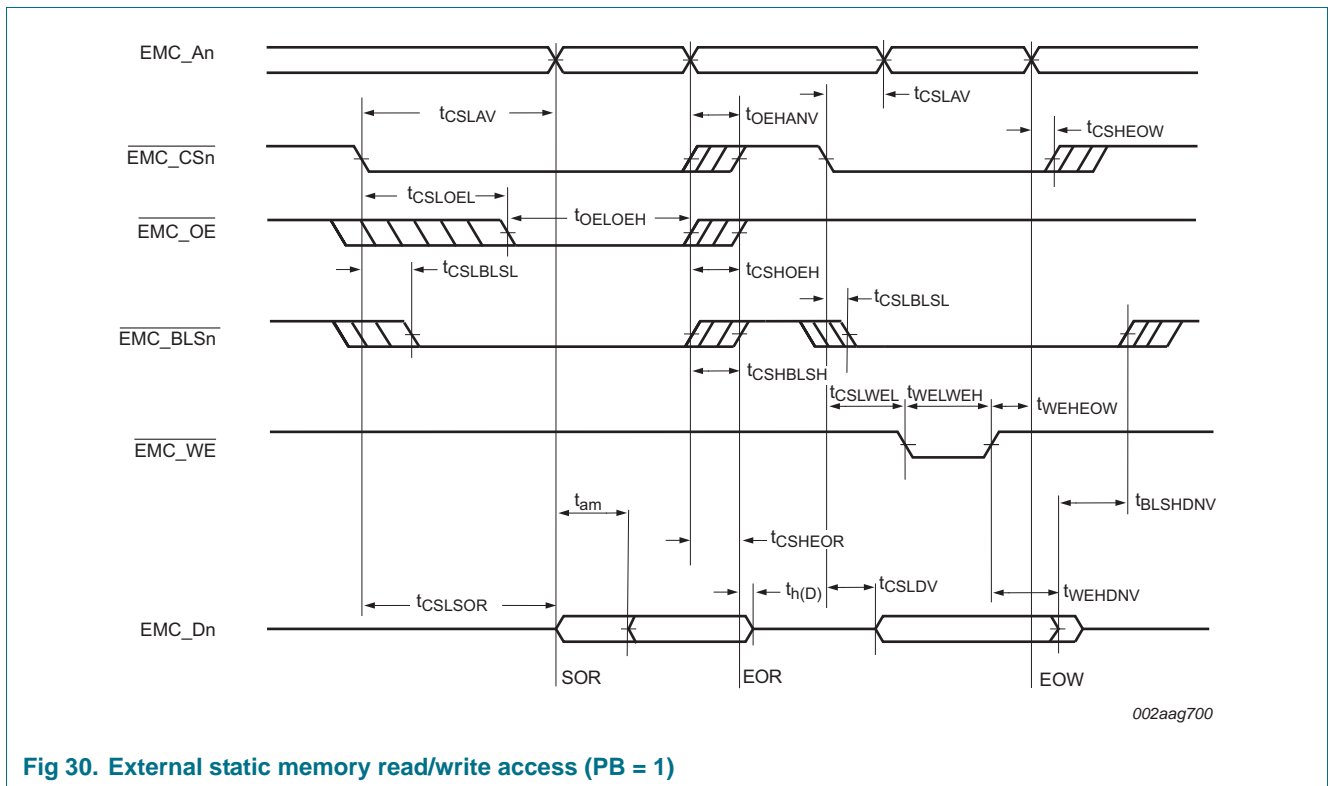 EMC_An
tCSLAV
tOEHANV
tCSLAV
tCSHEOW
EMC_CSn
tCSLOEL
tOELOEH
EMC_OE
tCSLBLSL
tCSHOEH
tCSLBLSL
EMC_BLSn
tCSHBLSH
tCSLWEL
tWELWEH
tWEHEOW
EMC_WE
tam
tBLSHDNV
tCSHEOR
th(D)
tCSLDV
tWEHDNV
tCSLSOR
EMC_Dn
SOR
EOR
EOW
002aag700
Fig 30. External static memory read/write access (PB = 1)